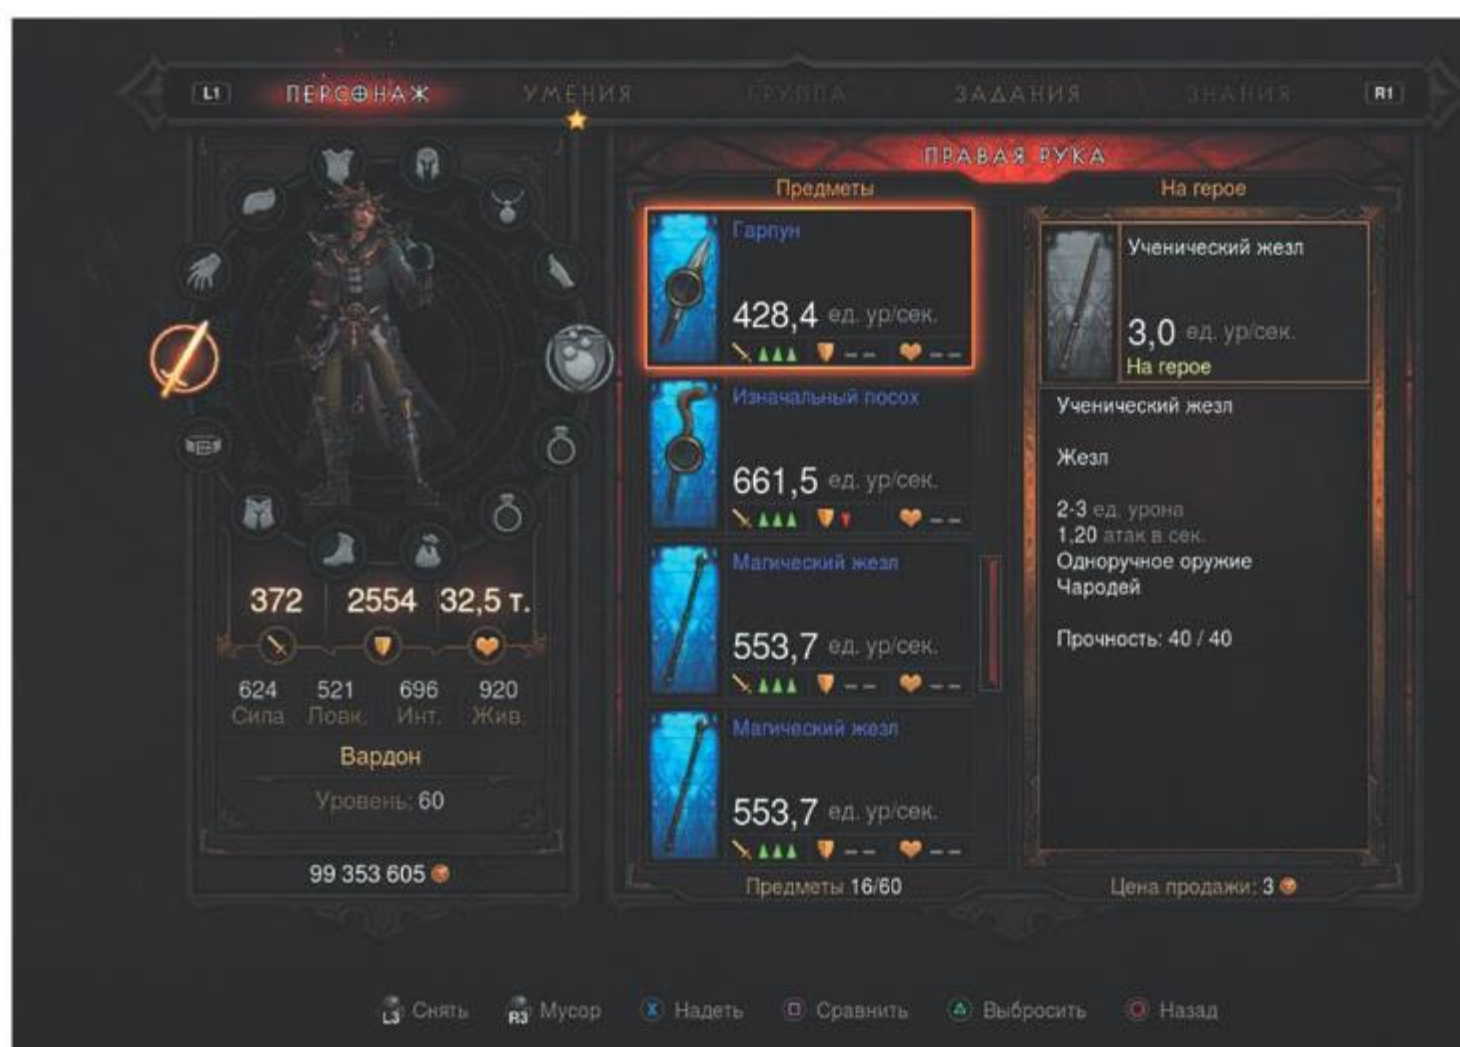 L1 ПЕРСОНАЖ УМЕНИЯ ГРУППА ЗАДАНИЯ ЗНАНИЯ R1
ПРАВАЯ РУКА
Предметы
На герое
Гарпун
428,4 ед. ур/сек.
Изначальный посох
661,5 ед. ур/сек.
Магический жезл
553,7 ед. ур/сек.
Магический жезл
553,7 ед. ур/сек.
Предметы 16/60
Ученический жезл
3,0 ед. ур/сек.
На герое
Ученический жезл
Жезл
2-3 ед. урона
1,20 атак в сек.
Одноручное оружие
Чародей
Прочность: 40 / 40
Цена продажи: 3
372 2554 32,5 т.
624 521 696 920
Сила Ловк. Инт. Жив.
Вардон
Уровень: 60
99 353 605
L3 Снять R3 Мусор X Надеть Сравнить Выбросить Назад